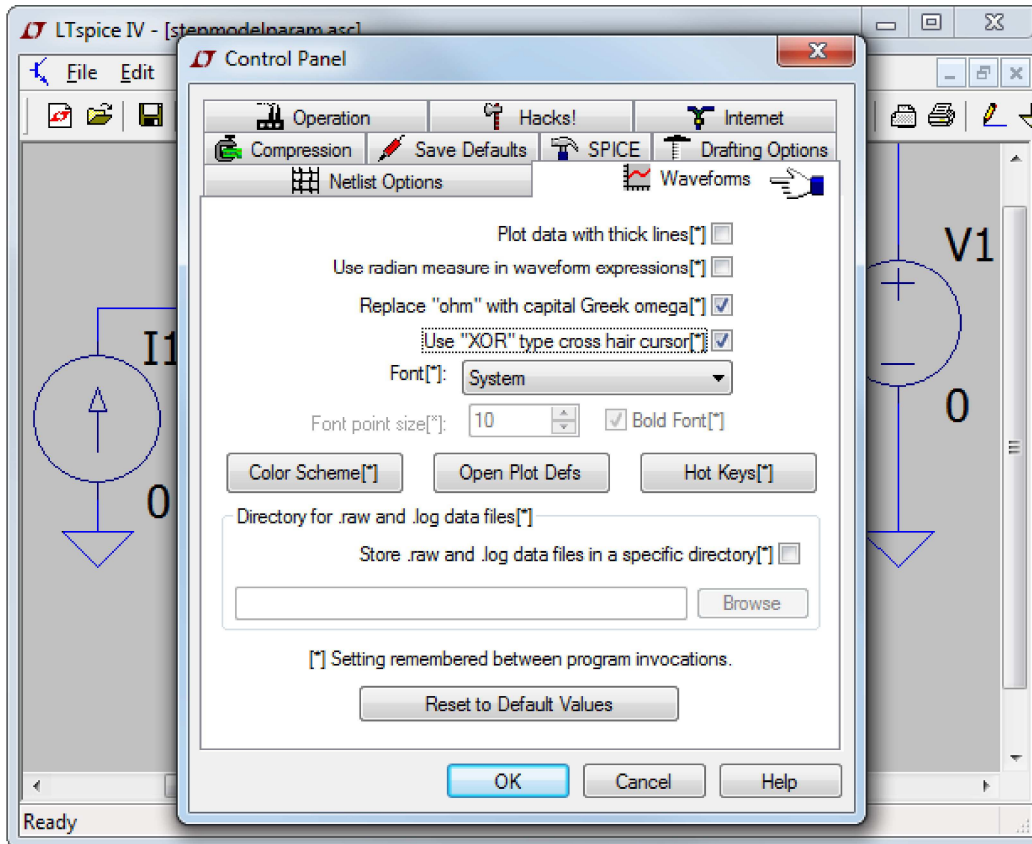 LTspice IV - [stepmodelparam.asc]
Control Panel
File Edit
Operation Hacks! Internet
Compression Save Defaults SPICE Drafting Options
Netlist Options Waveforms
Plot data with thick lines[*]
Use radian measure in waveform expressions[*]
Replace "ohm" with capital Greek omega[*]
Use "XOR" type cross hair cursor[*]
Font[*]: System
Font point size[*]: 10 Bold Font[*]
Color Scheme[*] Open Plot Defs Hot Keys[*]
Directory for .raw and .log data files[*]
Store .raw and .log data files in a specific directory[*]
Browse
[*] Setting remembered between program invocations.
Reset to Default Values
OK Cancel Help
I1
0
V1
0
Ready